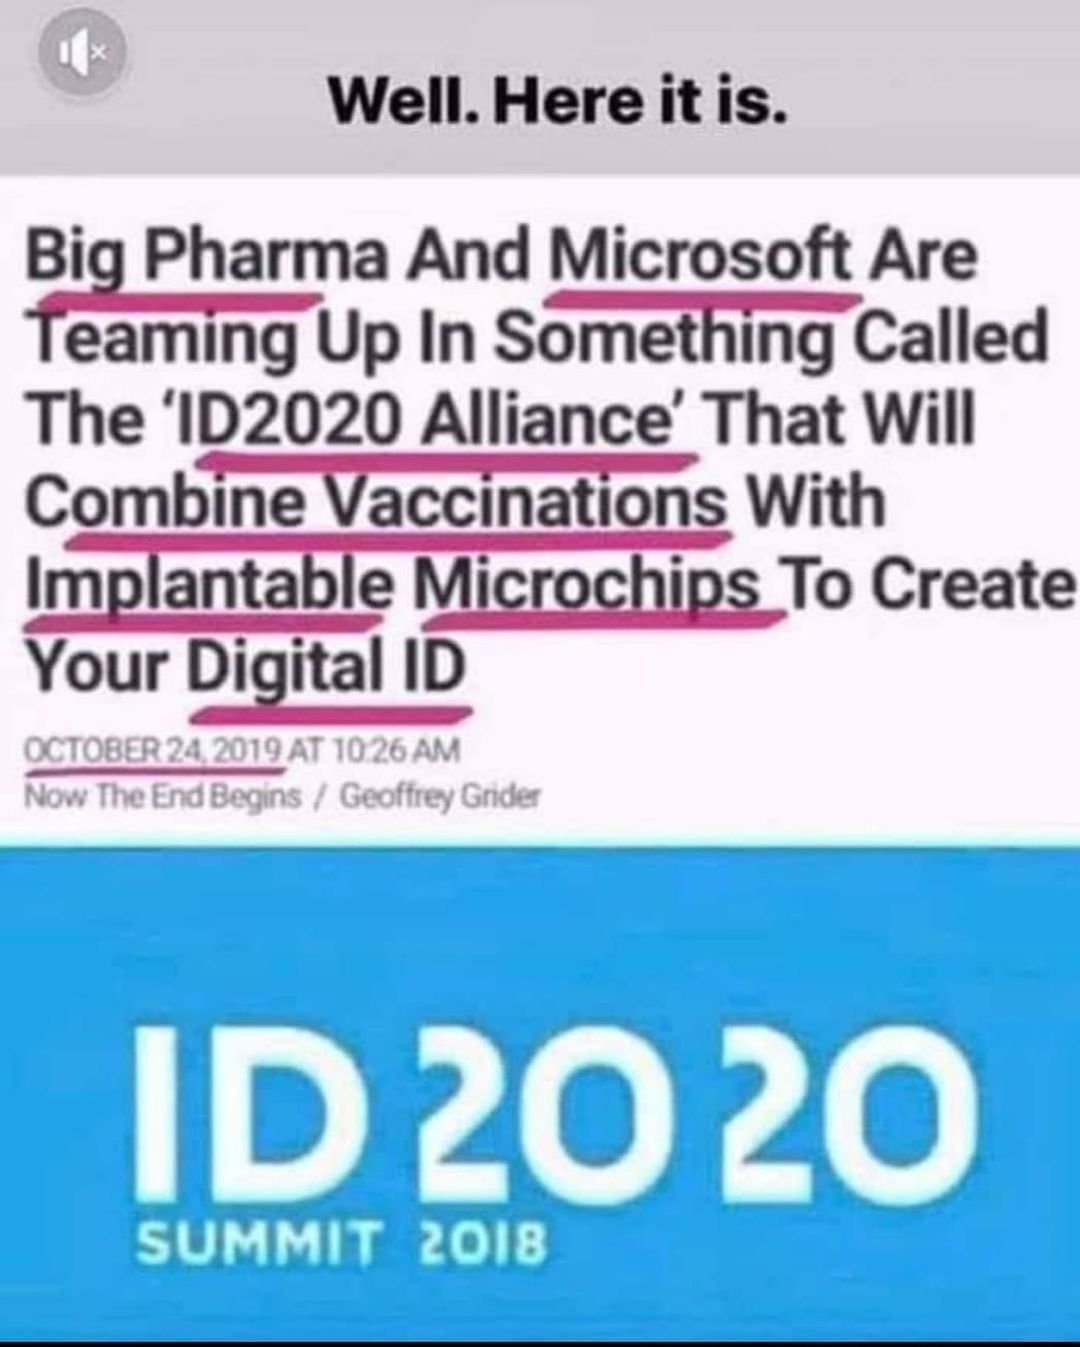 Well. Here it is.
Big Pharma And Microsoft Are
Teaming Up In Something Called
The ‘ID2020 Alliance’ That Will
Combine Vaccinations With
Implantable Microchips To Create
Your Digital ID
OCTOBER 24, 2019 AT 10:26 AM
Now The End Begins / Geoffrey Grider
ID2020
SUMMIT 2018